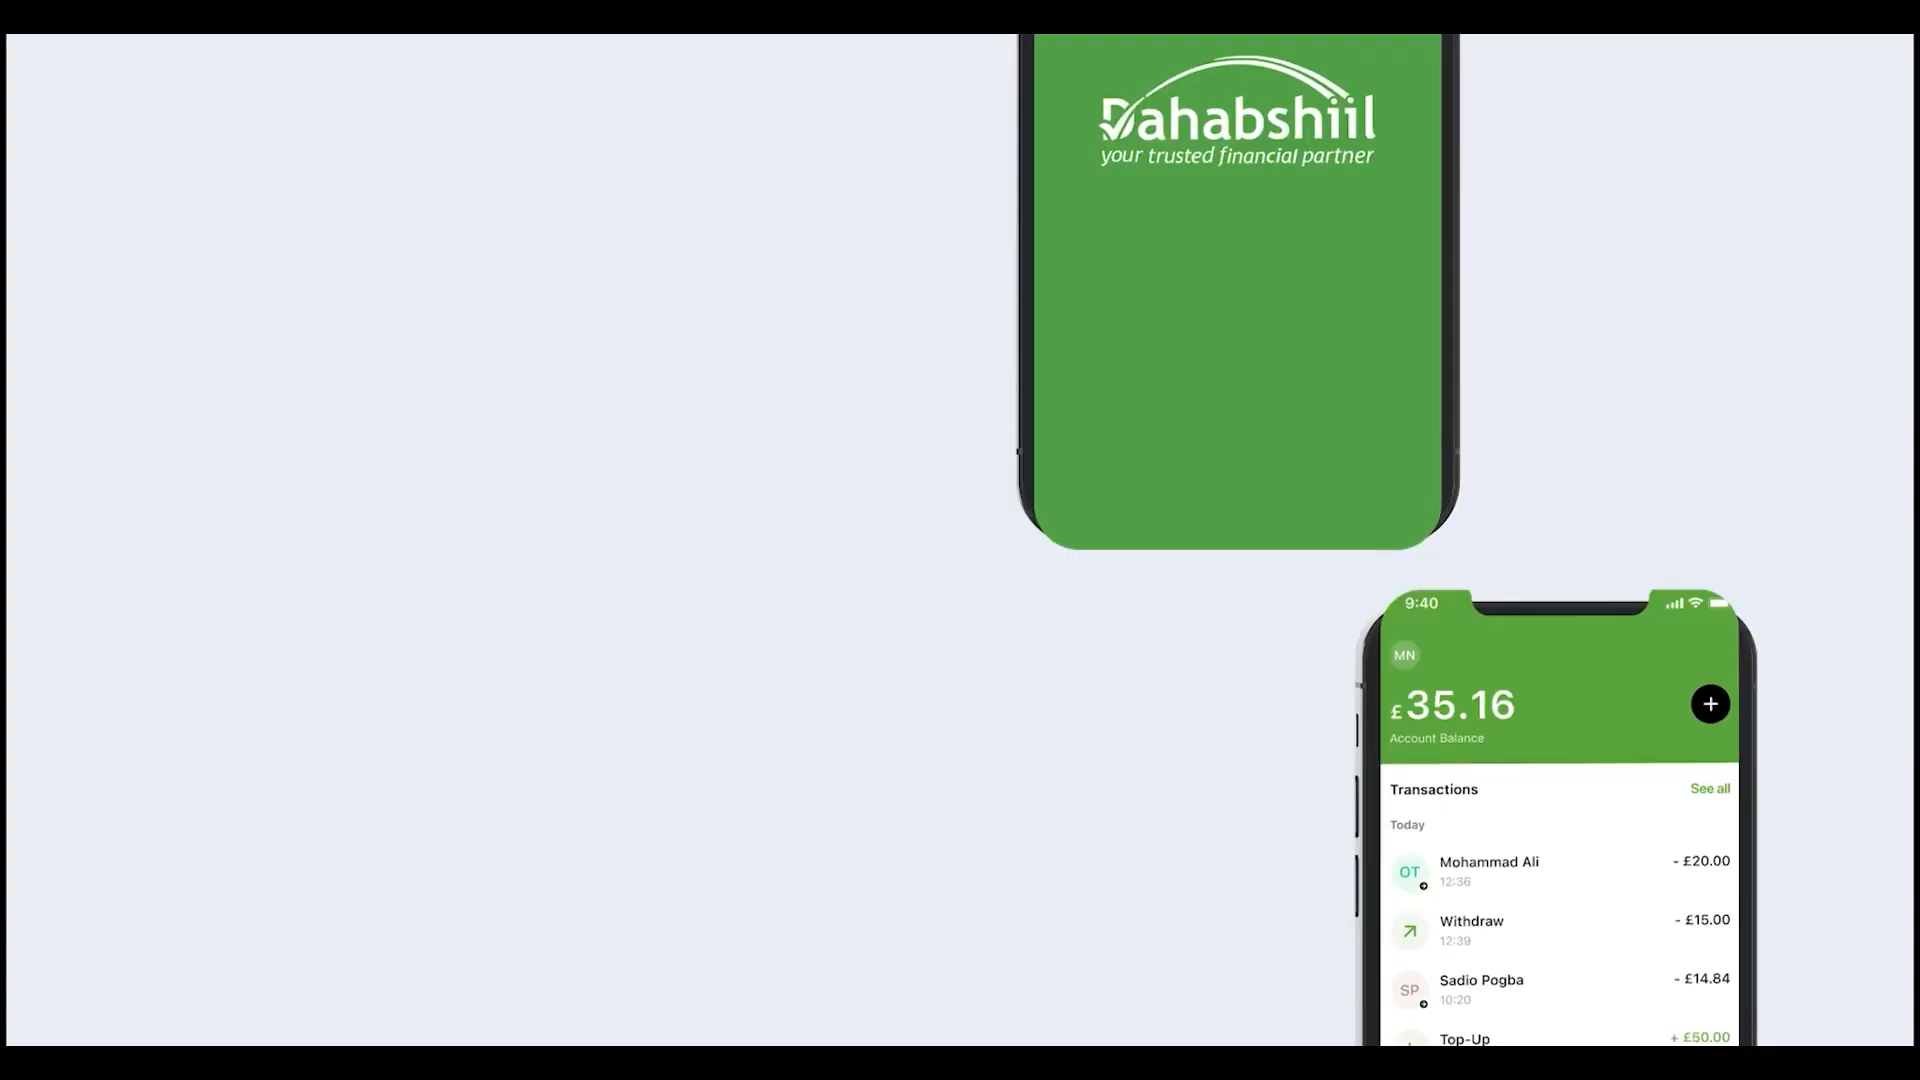 Dahabshiil
your trusted financial partner
9:40
MN
£35.16
+
Account Balance
Transactions
See all
Today
OT
Mohammad Ali
- £20.00
12:36
Withdraw
- £15.00
12:39
SP
Sadio Pogba
- £14.84
10:20
Top-Up
+ £50.00